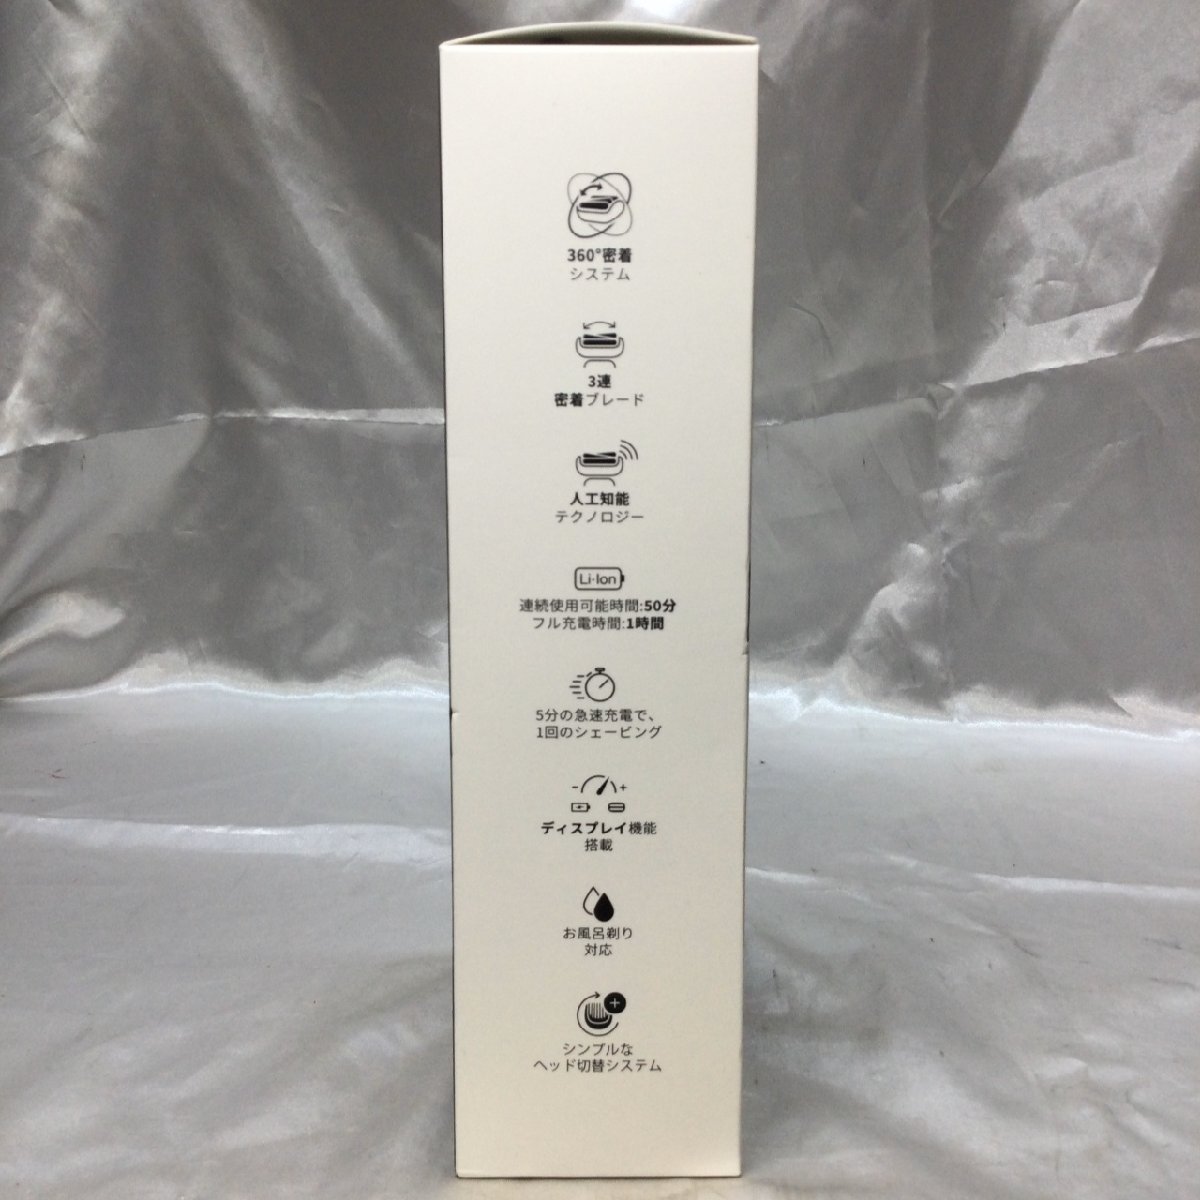 360°密着
システム
3連
密着ブレード
人工知能
テクノロジー
Li-Ion
連続使用可能時間:50分
フル充電時間:1時間
5分の急速充電で、
1回のシェービング
- +
ディスプレイ機能
搭載
お風呂剃り
対応
+
シンプルな
ヘッド切替システム